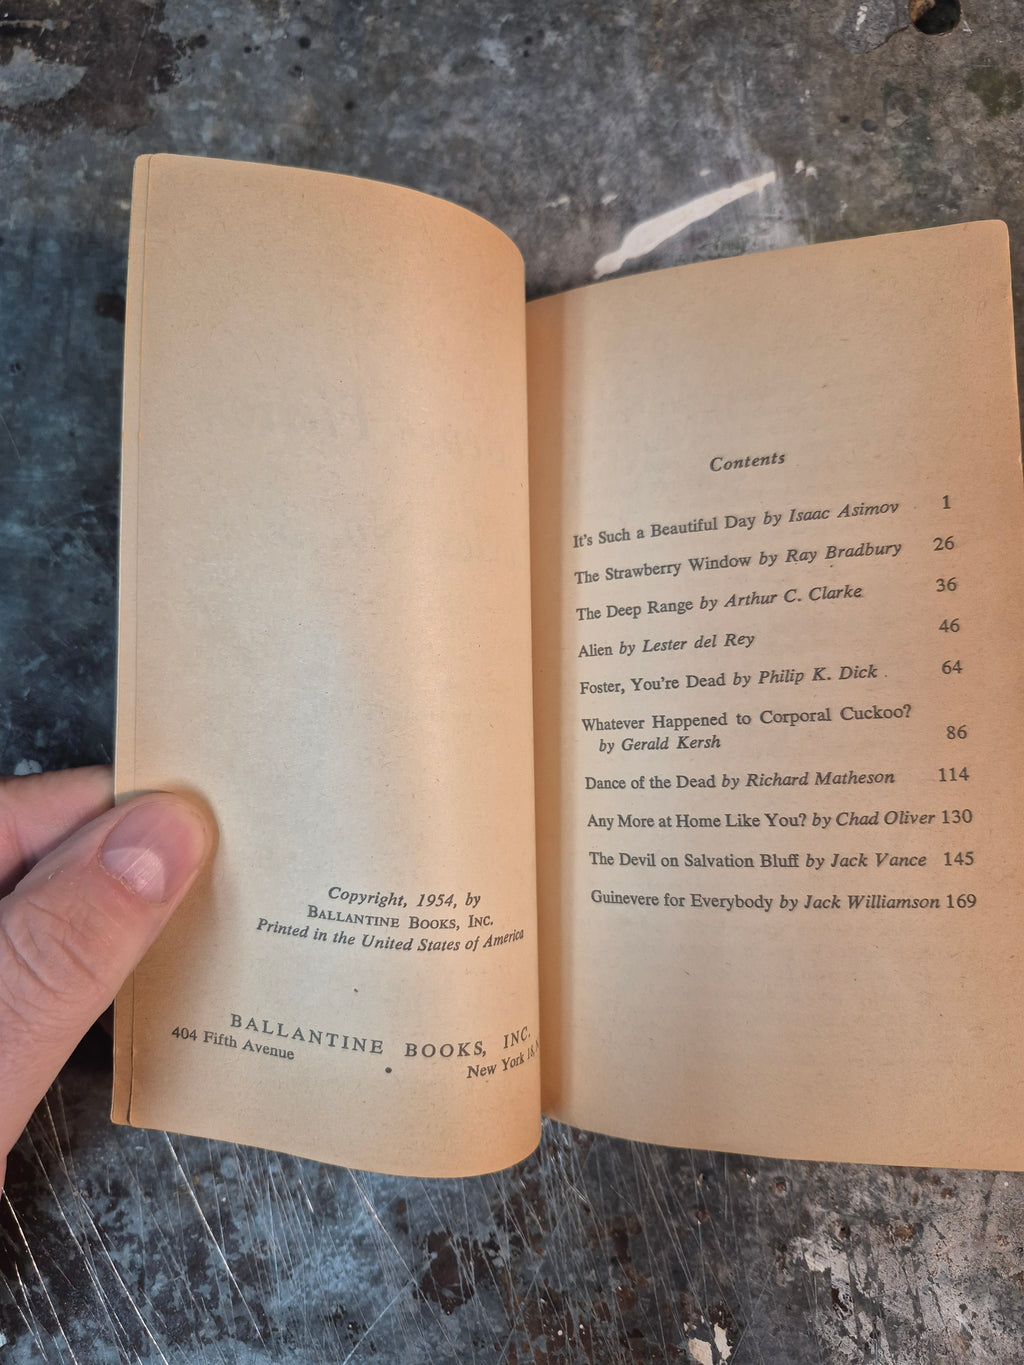 Copyright, 1954, by
BALLANTINE BOOKS, INC.
Printed in the United States of America
BALLANTINE BOOKS, INC.
404 Fifth Avenue • New York 18,
Contents
It's Such a Beautiful Day by Isaac Asimov 1
The Strawberry Window by Ray Bradbury 26
The Deep Range by Arthur C. Clarke 36
Alien by Lester del Rey 46
Foster, You're Dead by Philip K. Dick 64
Whatever Happened to Corporal Cuckoo?
by Gerald Kersh 86
Dance of the Dead by Richard Matheson 114
Any More at Home Like You? by Chad Oliver 130
The Devil on Salvation Bluff by Jack Vance 145
Guinevere for Everybody by Jack Williamson 169